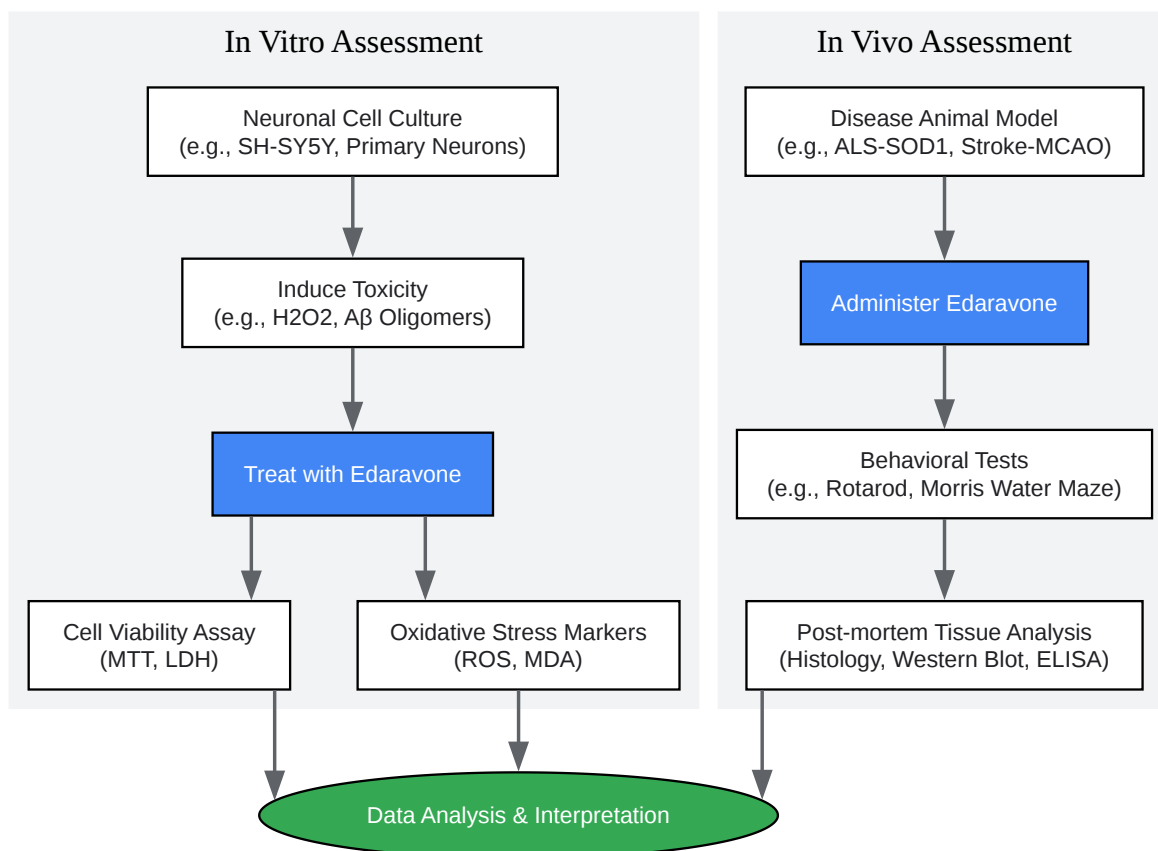 In Vitro Assessment
Neuronal Cell Culture
(e.g., SH-SY5Y, Primary Neurons)
Induce Toxicity
(e.g., H2O2, Aβ Oligomers)
Treat with Edaravone
Cell Viability Assay
(MTT, LDH)
Oxidative Stress Markers
(ROS, MDA)
In Vivo Assessment
Disease Animal Model
(e.g., ALS-SOD1, Stroke-MCAO)
Administer Edaravone
Behavioral Tests
(e.g., Rotarod, Morris Water Maze)
Post-mortem Tissue Analysis
(Histology, Western Blot, ELISA)
Data Analysis & Interpretation